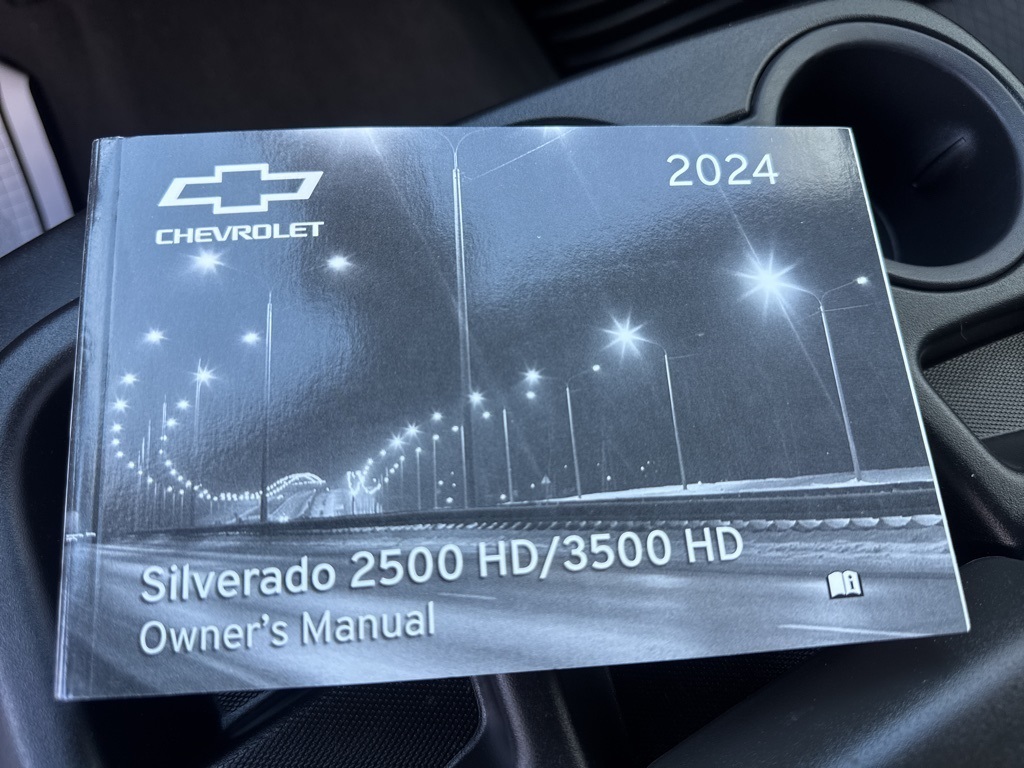 CHEVROLET
2024
Silverado 2500 HD/3500 HD
Owner's Manual